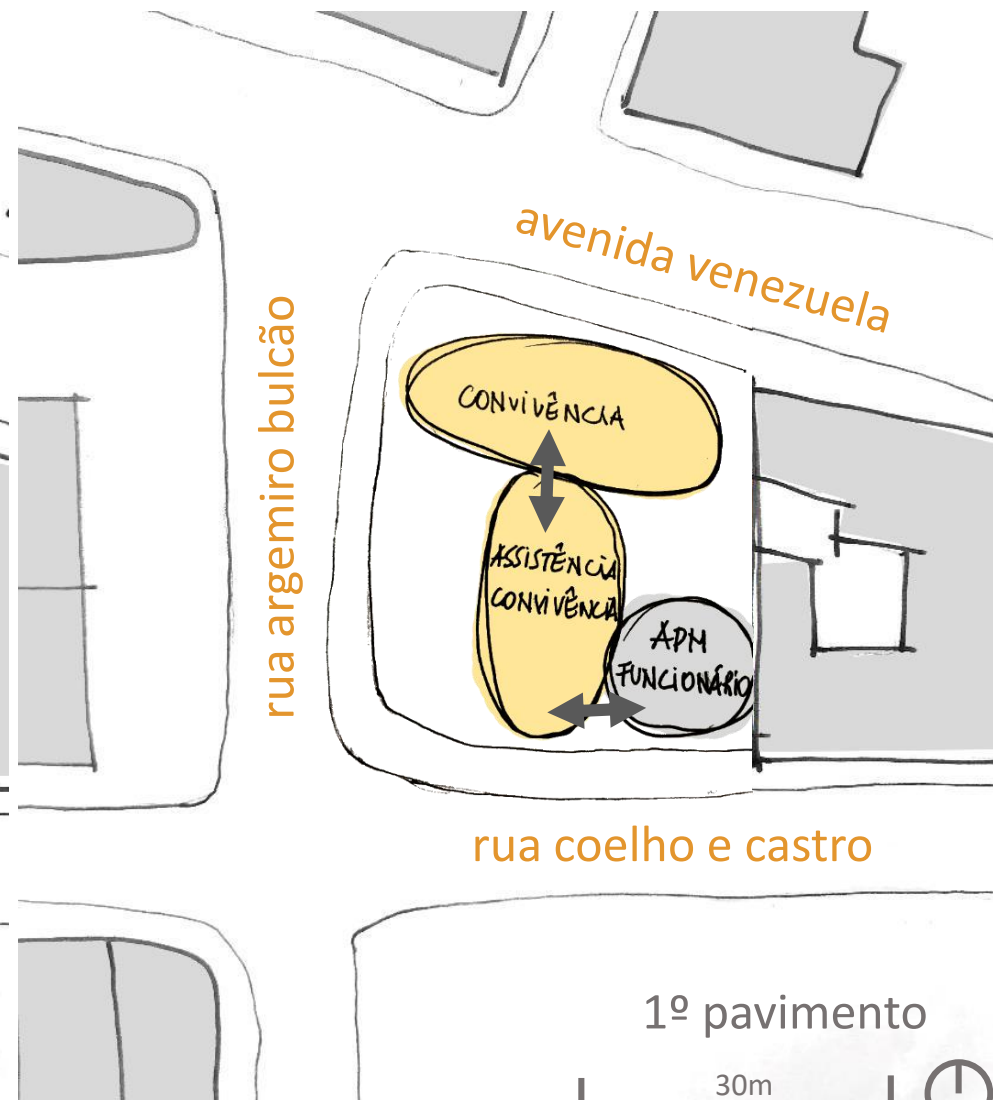 avenida venezuela
rua argemiro bulcão
CONVIVÊNCIA
ASSISTÊNCIA
CONVIVÊNCIA
ADM
FUNCIONÁRIO
rua coelho e castro
1º pavimento
30m